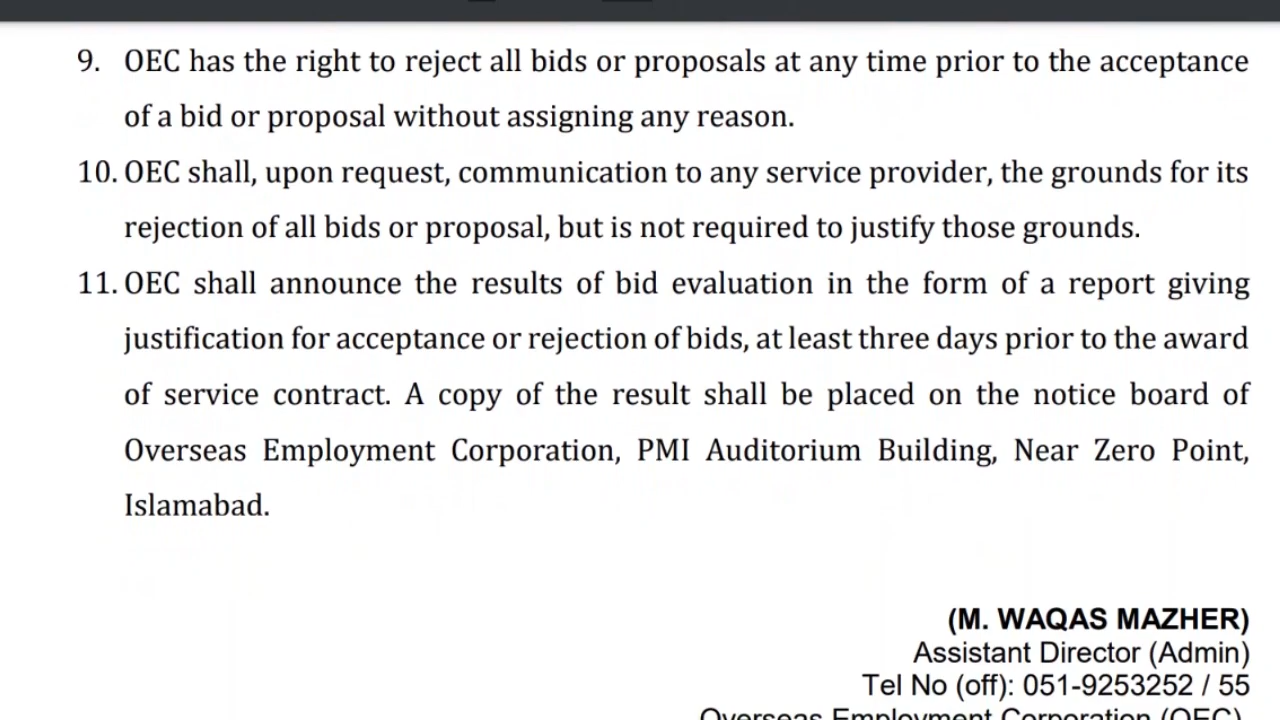 9. OEC has the right to reject all bids or proposals at any time prior to the acceptance
of a bid or proposal without assigning any reason.
10. OEC shall, upon request, communication to any service provider, the grounds for its
rejection of all bids or proposal, but is not required to justify those grounds.
11. OEC shall announce the results of bid evaluation in the form of a report giving
justification for acceptance or rejection of bids, at least three days prior to the award
of service contract. A copy of the result shall be placed on the notice board of
Overseas Employment Corporation, PMI Auditorium Building, Near Zero Point,
Islamabad.
(M. WAQAS MAZHER)
Assistant Director (Admin)
Tel No (off): 051-9253252 / 55
Overseas Employment Corporation (OEC),